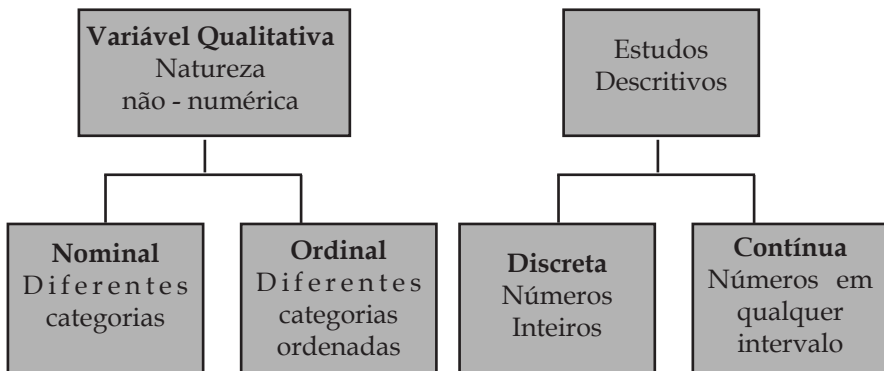 Variável Qualitativa
Natureza
não - numérica
Estudos
Descritivos
Nominal
Diferentes
categorias
Ordinal
Diferentes
categorias
ordenadas
Discreta
Números
Inteiros
Contínua
Números em
qualquer
intervalo